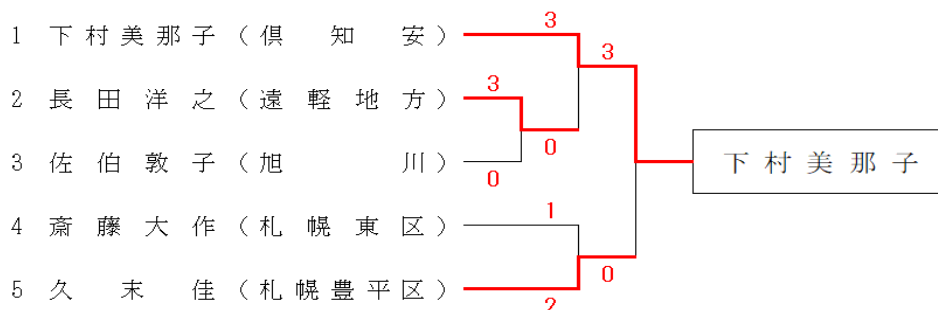 3
1 下村美那子（倶知安） 3
3
2 長田洋之（遠軽地方）
0
下村美那子
3 佐伯敦子（旭川）
0
1
4 斎藤大作（札幌東区）
0
5 久末佳（札幌豊平区）
2